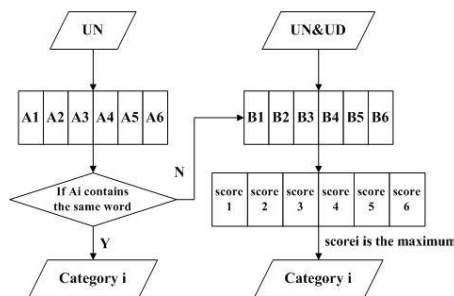 UN
UN&UD
A1 A2 A3 A4 A5 A6
B1 B2 B3 B4 B5 B6
N
If Ai contains
the same word
score score score score score score
1 2 3 4 5 6
Y
scorei is the maximum
Category i
Category i